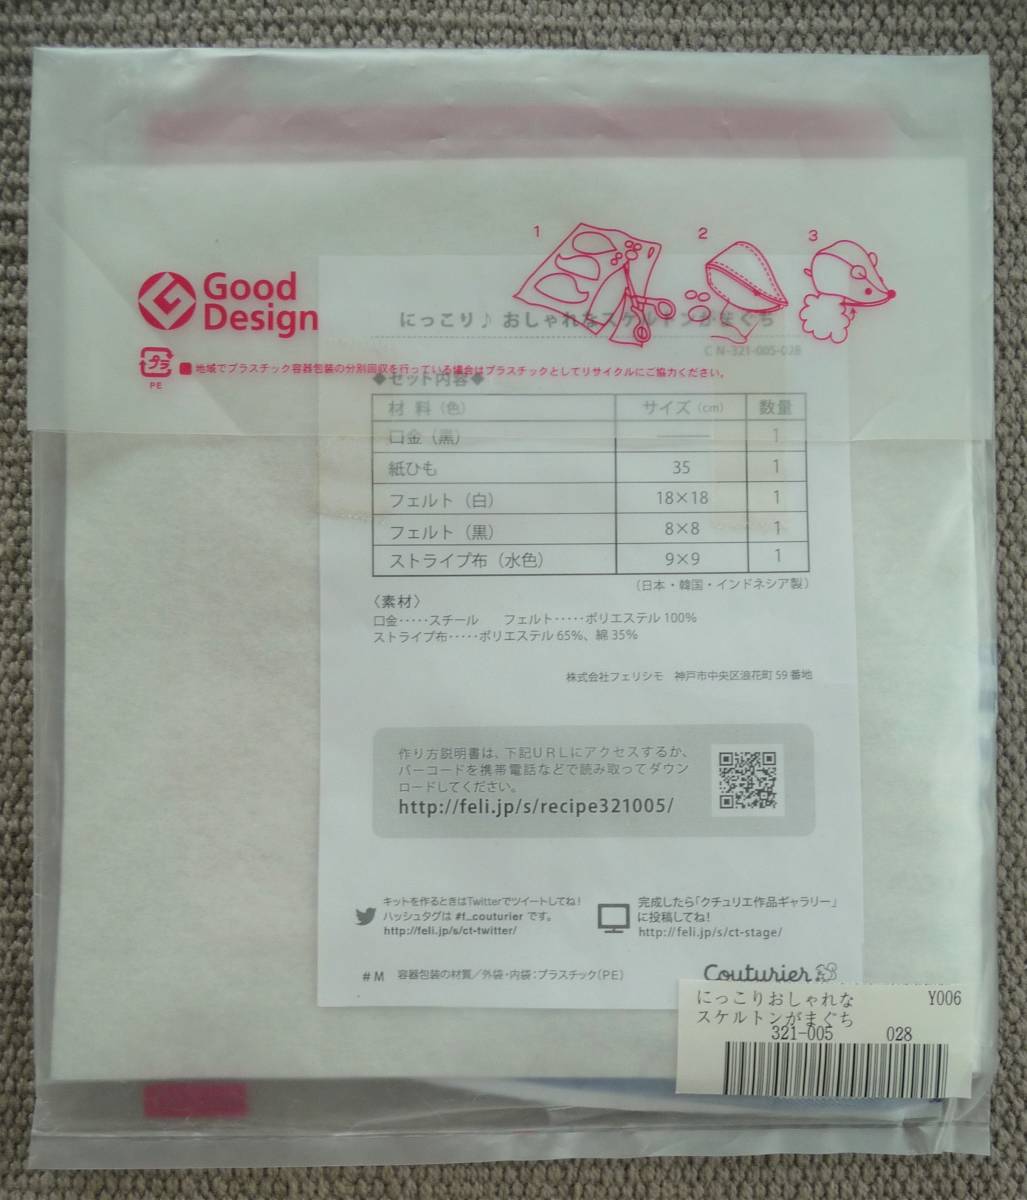 1
2
3
Good
Design
にっこり♪ おしゃれなスケルトンがまぐち
CN-321-005-028
プラ
PE
■地域でプラスチック容器包装の分別回収を行っている場合はプラスチックとしてリサイクルにご協力ください。
◆セット内容◆
材 料（色） サイズ（cm） 数量
口金（黒） ――― 1
紙ひも 35 1
フェルト（白） 18×18 1
フェルト（黒） 8×8 1
ストライプ布（水色） 9×9 1
（日本・韓国・インドネシア製）
〈素材〉
口金‥‥‥スチール フェルト‥‥‥ポリエステル 100%
ストライプ布‥‥‥ポリエステル 65%、綿 35%
株式会社フェリシモ 神戸市中央区浪花町 59 番地
作り方説明書は、下記ＵＲＬにアクセスするか、
バーコードを携帯電話などで読み取ってダウン
ロードしてください。
http://feli.jp/s/recipe321005/
キットを作るときはTwitterでツイートしてね！
ハッシュタグは #f_couturier です。
http://feli.jp/s/ct-twitter/
完成したら「クチュリエ作品ギャラリー」
に投稿してね！
http://feli.jp/s/ct-stage/
#M 容器包装の材質／外袋・内袋：プラスチック（PE）
Couturier
にっこりおしゃれな Y006
スケルトンがまぐち
321-005 028